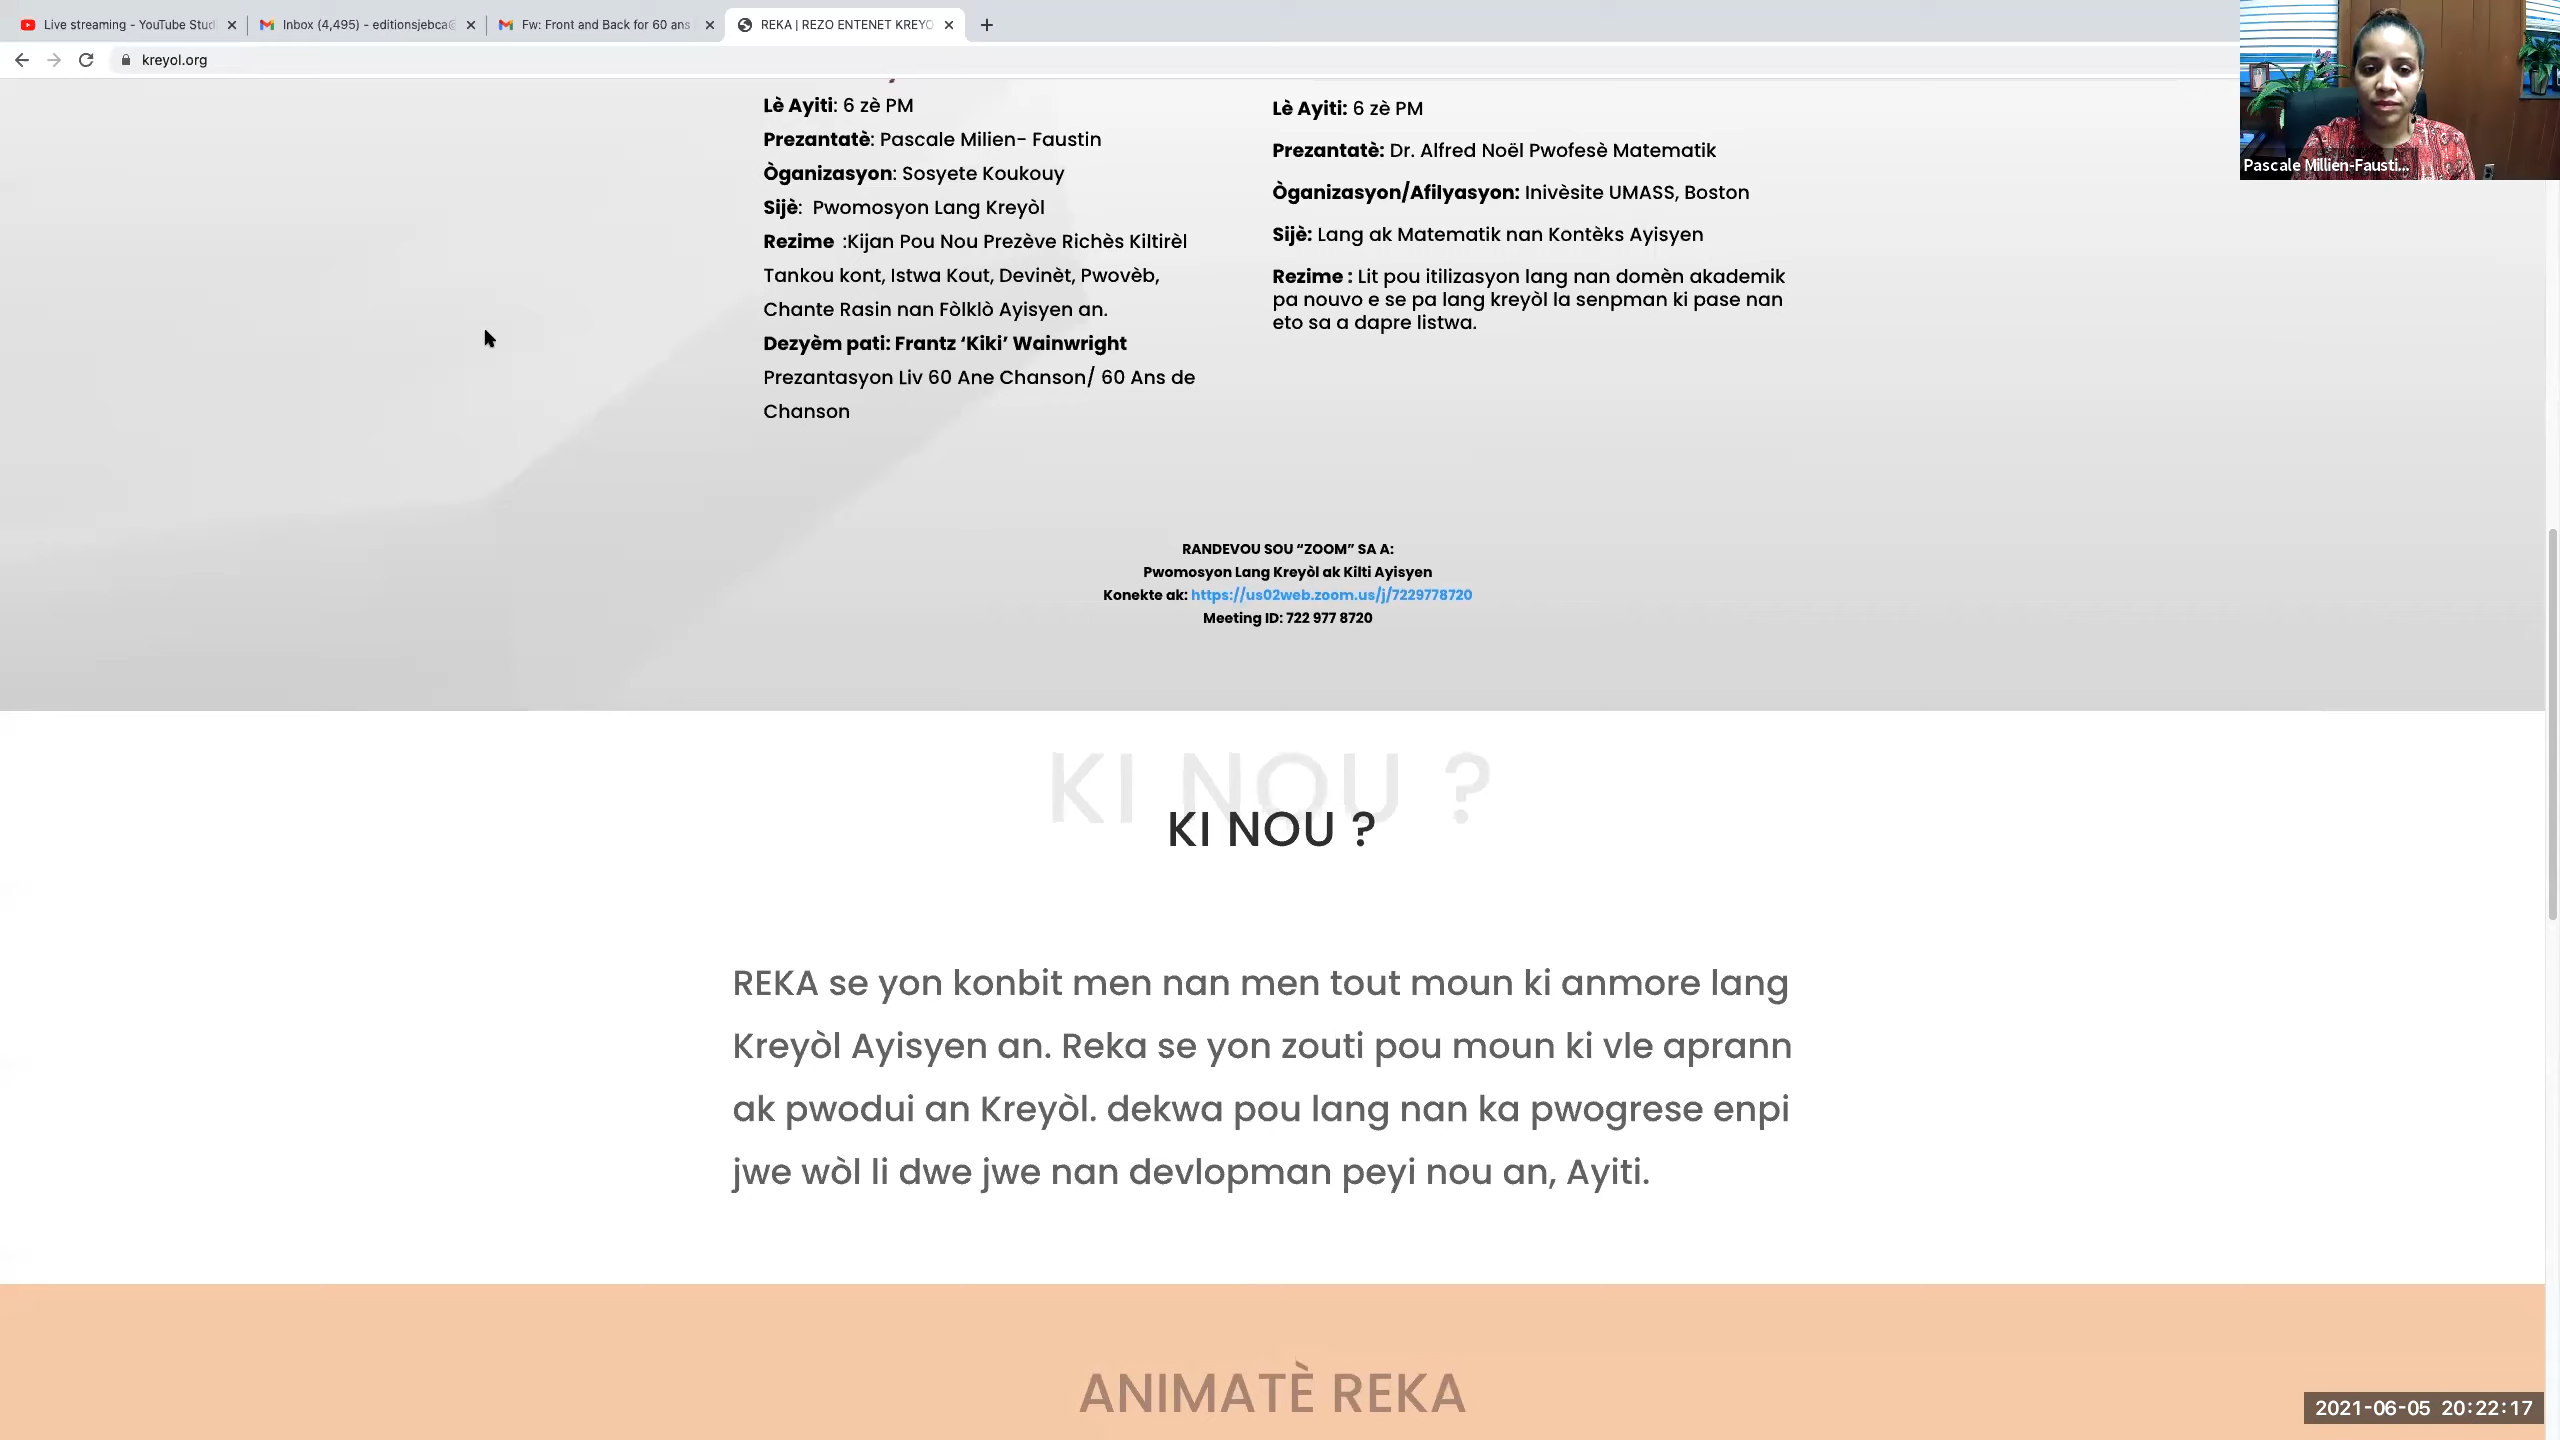 Live streaming - YouTube Stud
Inbox (4,495) - editionsjebca@
Fw: Front and Back for 60 ans
REKA | REZO ENTENET KREYO
kreyol.org
Pascale Millien-Fausti...
Lè Ayiti: 6 zè PM
Prezantatè: Pascale Milien- Faustin
Òganizasyon: Sosyete Koukouy
Sijè:  Pwomosyon Lang Kreyòl
Rezime  :Kijan Pou Nou Prezève Richès Kiltirèl
Tankou kont, Istwa Kout, Devinèt, Pwovèb,
Chante Rasin nan Fòlklò Ayisyen an.
Dezyèm pati: Frantz ‘Kiki’ Wainwright
Prezantasyon Liv 60 Ane Chanson/ 60 Ans de
Chanson
Lè Ayiti: 6 zè PM
Prezantatè: Dr. Alfred Noël Pwofesè Matematik
Òganizasyon/Afilyasyon: Inivèsite UMASS, Boston
Sijè: Lang ak Matematik nan Kontèks Ayisyen
Rezime : Lit pou itilizasyon lang nan domèn akademik
pa nouvo e se pa lang kreyòl la senpman ki pase nan
eto sa a dapre listwa.
RANDEVOU SOU “ZOOM” SA A:
Pwomosyon Lang Kreyòl ak Kilti Ayisyen
Konekte ak: https://us02web.zoom.us/j/7229778720
Meeting ID: 722 977 8720
KI NOU ?
KI NOU ?
REKA se yon konbit men nan men tout moun ki anmore lang
Kreyòl Ayisyen an. Reka se yon zouti pou moun ki vle aprann
ak pwodui an Kreyòl. dekwa pou lang nan ka pwogrese enpi
jwe wòl li dwe jwe nan devlopman peyi nou an, Ayiti.
ANIMATÈ REKA
2021-06-05 20:22:17